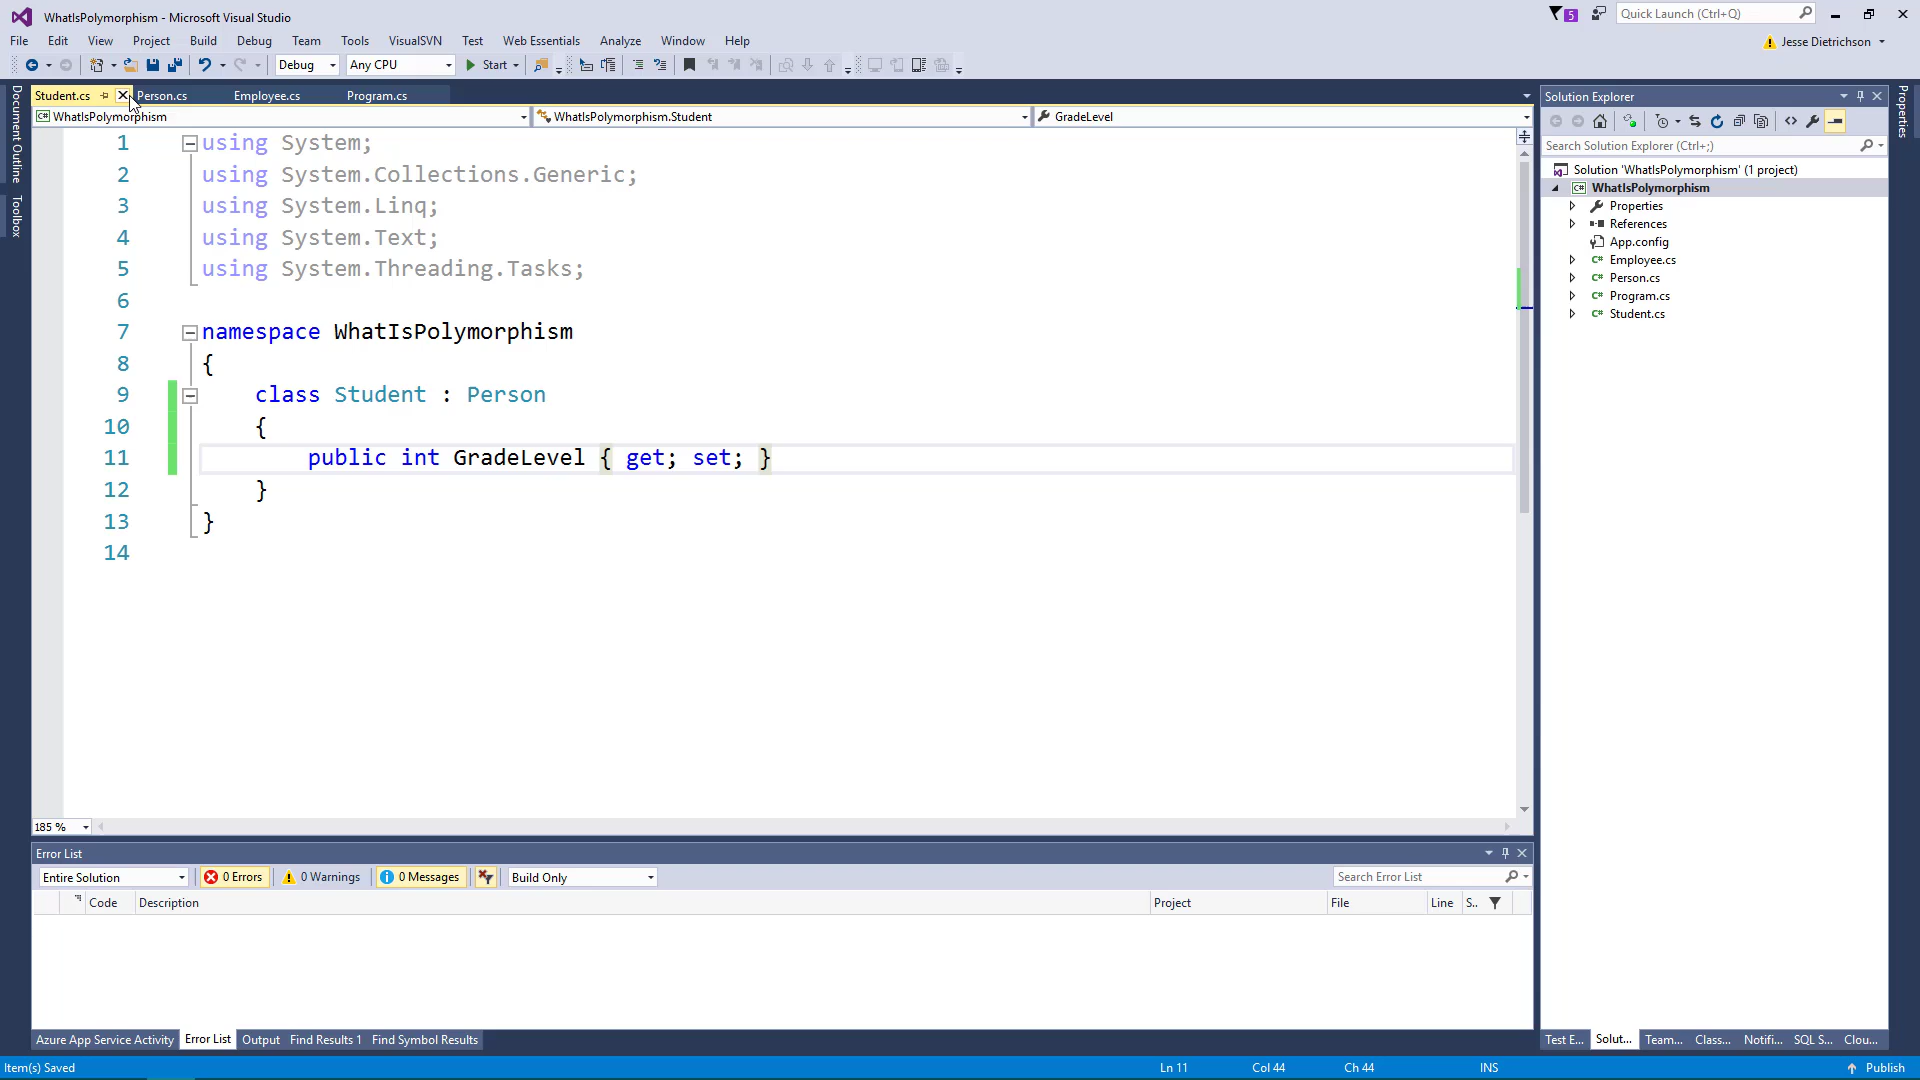 WhatIsPolymorphism - Microsoft Visual Studio
5
Quick Launch (Ctrl+Q)
File Edit View Project Build Debug Team Tools VisualSVN Test Web Essentials Analyze Window Help
Jesse Dietrichson
Debug Any CPU Start
Document Outline
Toolbox
Student.cs Person.cs Employee.cs Program.cs
WhatIsPolymorphism WhatIsPolymorphism.Student GradeLevel
1 using System;
2 using System.Collections.Generic;
3 using System.Linq;
4 using System.Text;
5 using System.Threading.Tasks;
6
7 namespace WhatIsPolymorphism
8 {
9 class Student : Person
10 {
11 public int GradeLevel { get; set; }
12 }
13 }
14
185 %
Solution Explorer
Search Solution Explorer (Ctrl+;)
Solution 'WhatIsPolymorphism' (1 project)
C# WhatIsPolymorphism
Properties
References
App.config
C# Employee.cs
C# Person.cs
C# Program.cs
C# Student.cs
Properties
Error List
Entire Solution 0 Errors 0 Warnings 0 Messages Build Only Search Error List
Code Description Project File Line S..
Azure App Service Activity Error List Output Find Results 1 Find Symbol Results
Test E... Solut... Team... Class... Notifi... SQL S... Clou...
Item(s) Saved Ln 11 Col 44 Ch 44 INS Publish